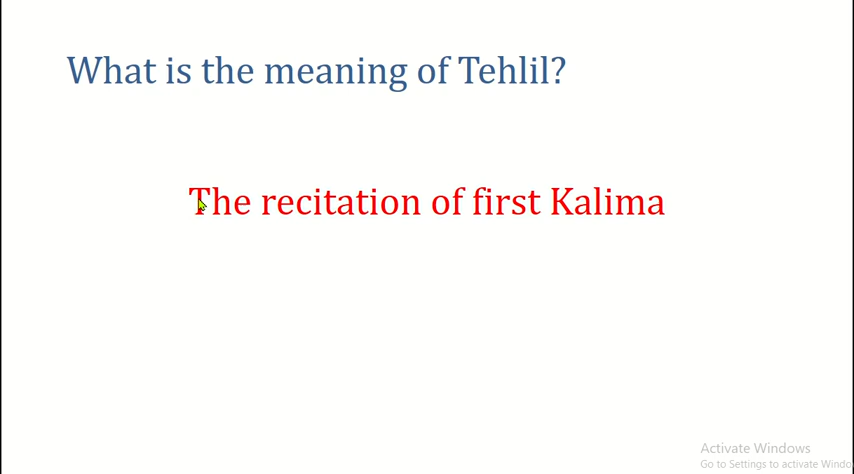 What is the meaning of Tehlil?
The recitation of first Kalima
Activate Windows
Go to Settings to activate Windo